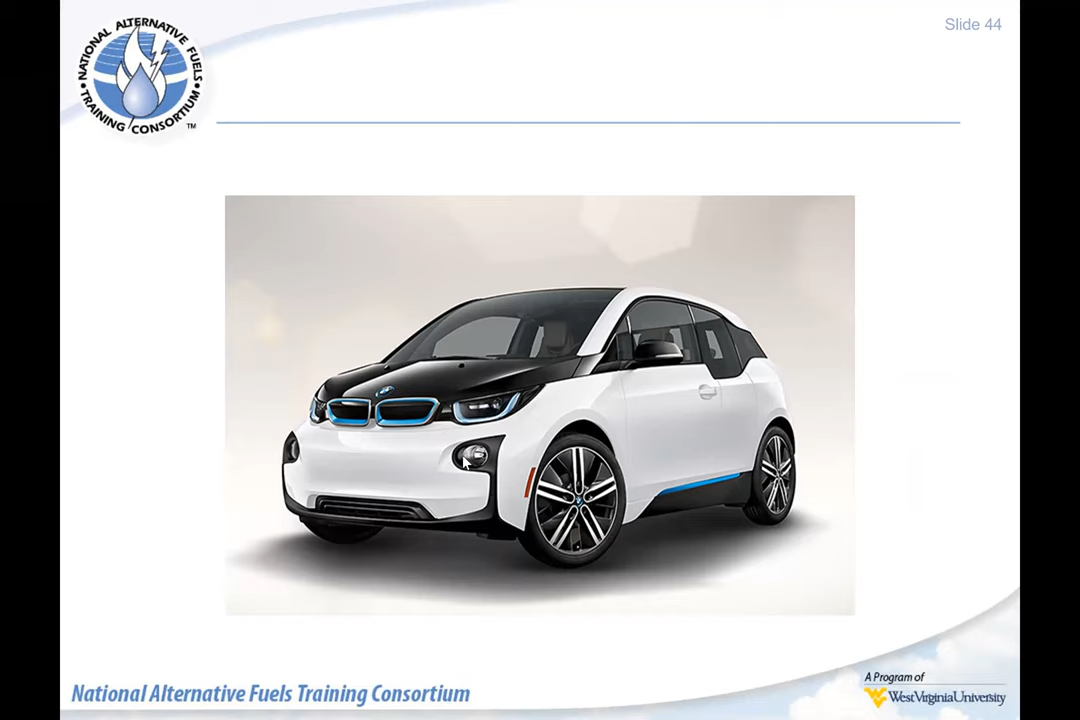 Slide 44
NATIONAL ALTERNATIVE FUELS
TRAINING CONSORTIUM
TM
National Alternative Fuels Training Consortium
A Program of
WestVirginiaUniversity